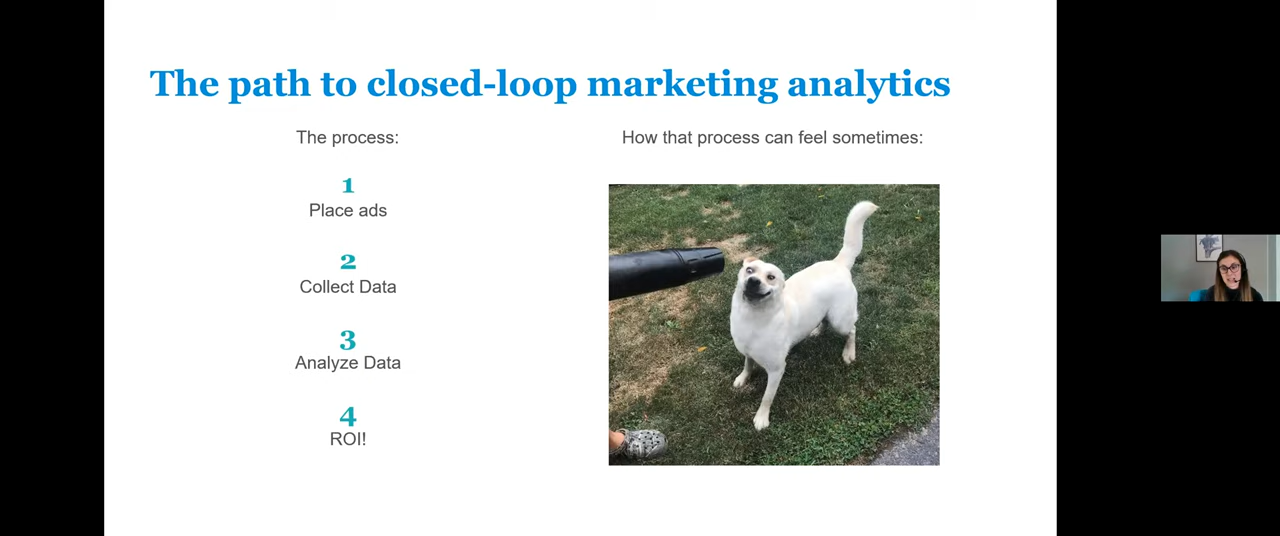 The path to closed-loop marketing analytics
The process:
1
Place ads
2
Collect Data
3
Analyze Data
4
ROI!
How that process can feel sometimes: